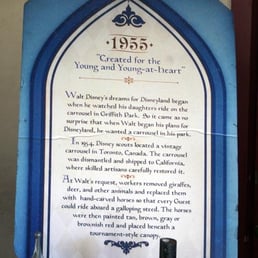 1955
"Created for the
Young and Young-at-Heart"
Walt Disney's dreams for Disneyland began
when he watched his daughters ride on the
carrousel in Griffith Park. So it came as no
surprise that when Walt began his plans for
Disneyland, he wanted a carrousel in his park.
In 1954, Disney scouts located a vintage
carrousel in Toronto, Canada. The carrousel
was dismantled and shipped to California,
where skilled artisans carefully restored it.
At Walt's request, workers removed giraffes,
deer, and other animals and replaced them
with hand-carved horses so that every Guest
could ride aboard a galloping steed. The horses
were then painted tan, brown, gray or
brownish red and placed beneath a
tournament-style canopy.